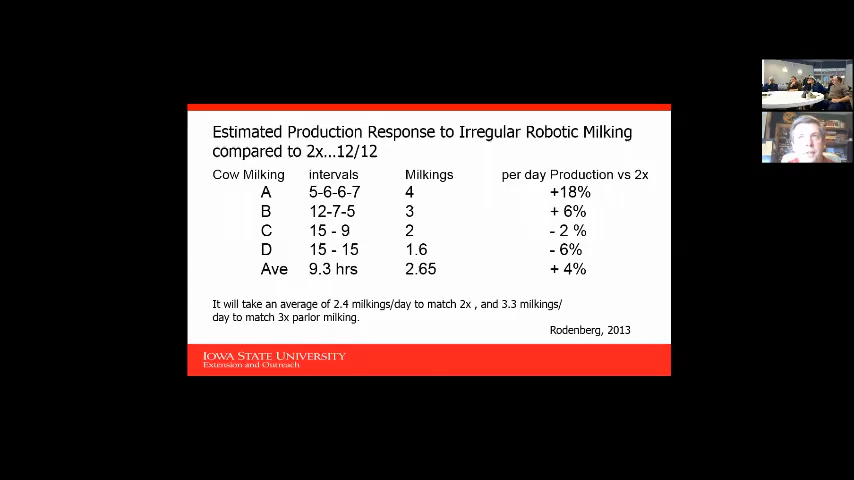 Estimated Production Response to Irregular Robotic Milking
compared to 2x...12/12
Cow Milking intervals Milkings per day Production vs 2x
A 5-6-6-7 4 +18%
B 12-7-5 3 + 6%
C 15 - 9 2 - 2 %
D 15 - 15 1.6 - 6%
Ave 9.3 hrs 2.65 + 4%
It will take an average of 2.4 milkings/day to match 2x , and 3.3 milkings/
day to match 3x parlor milking.
Rodenberg, 2013
IOWA STATE UNIVERSITY
Extension and Outreach